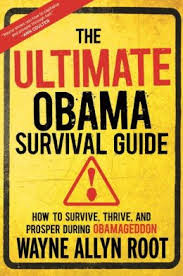 THE
ULTIMATE
OBAMA
SURVIVAL GUIDE
HOW TO SURVIVE, THRIVE, AND
PROSPER DURING OBAMAGEDDON
WAYNE ALLYN ROOT